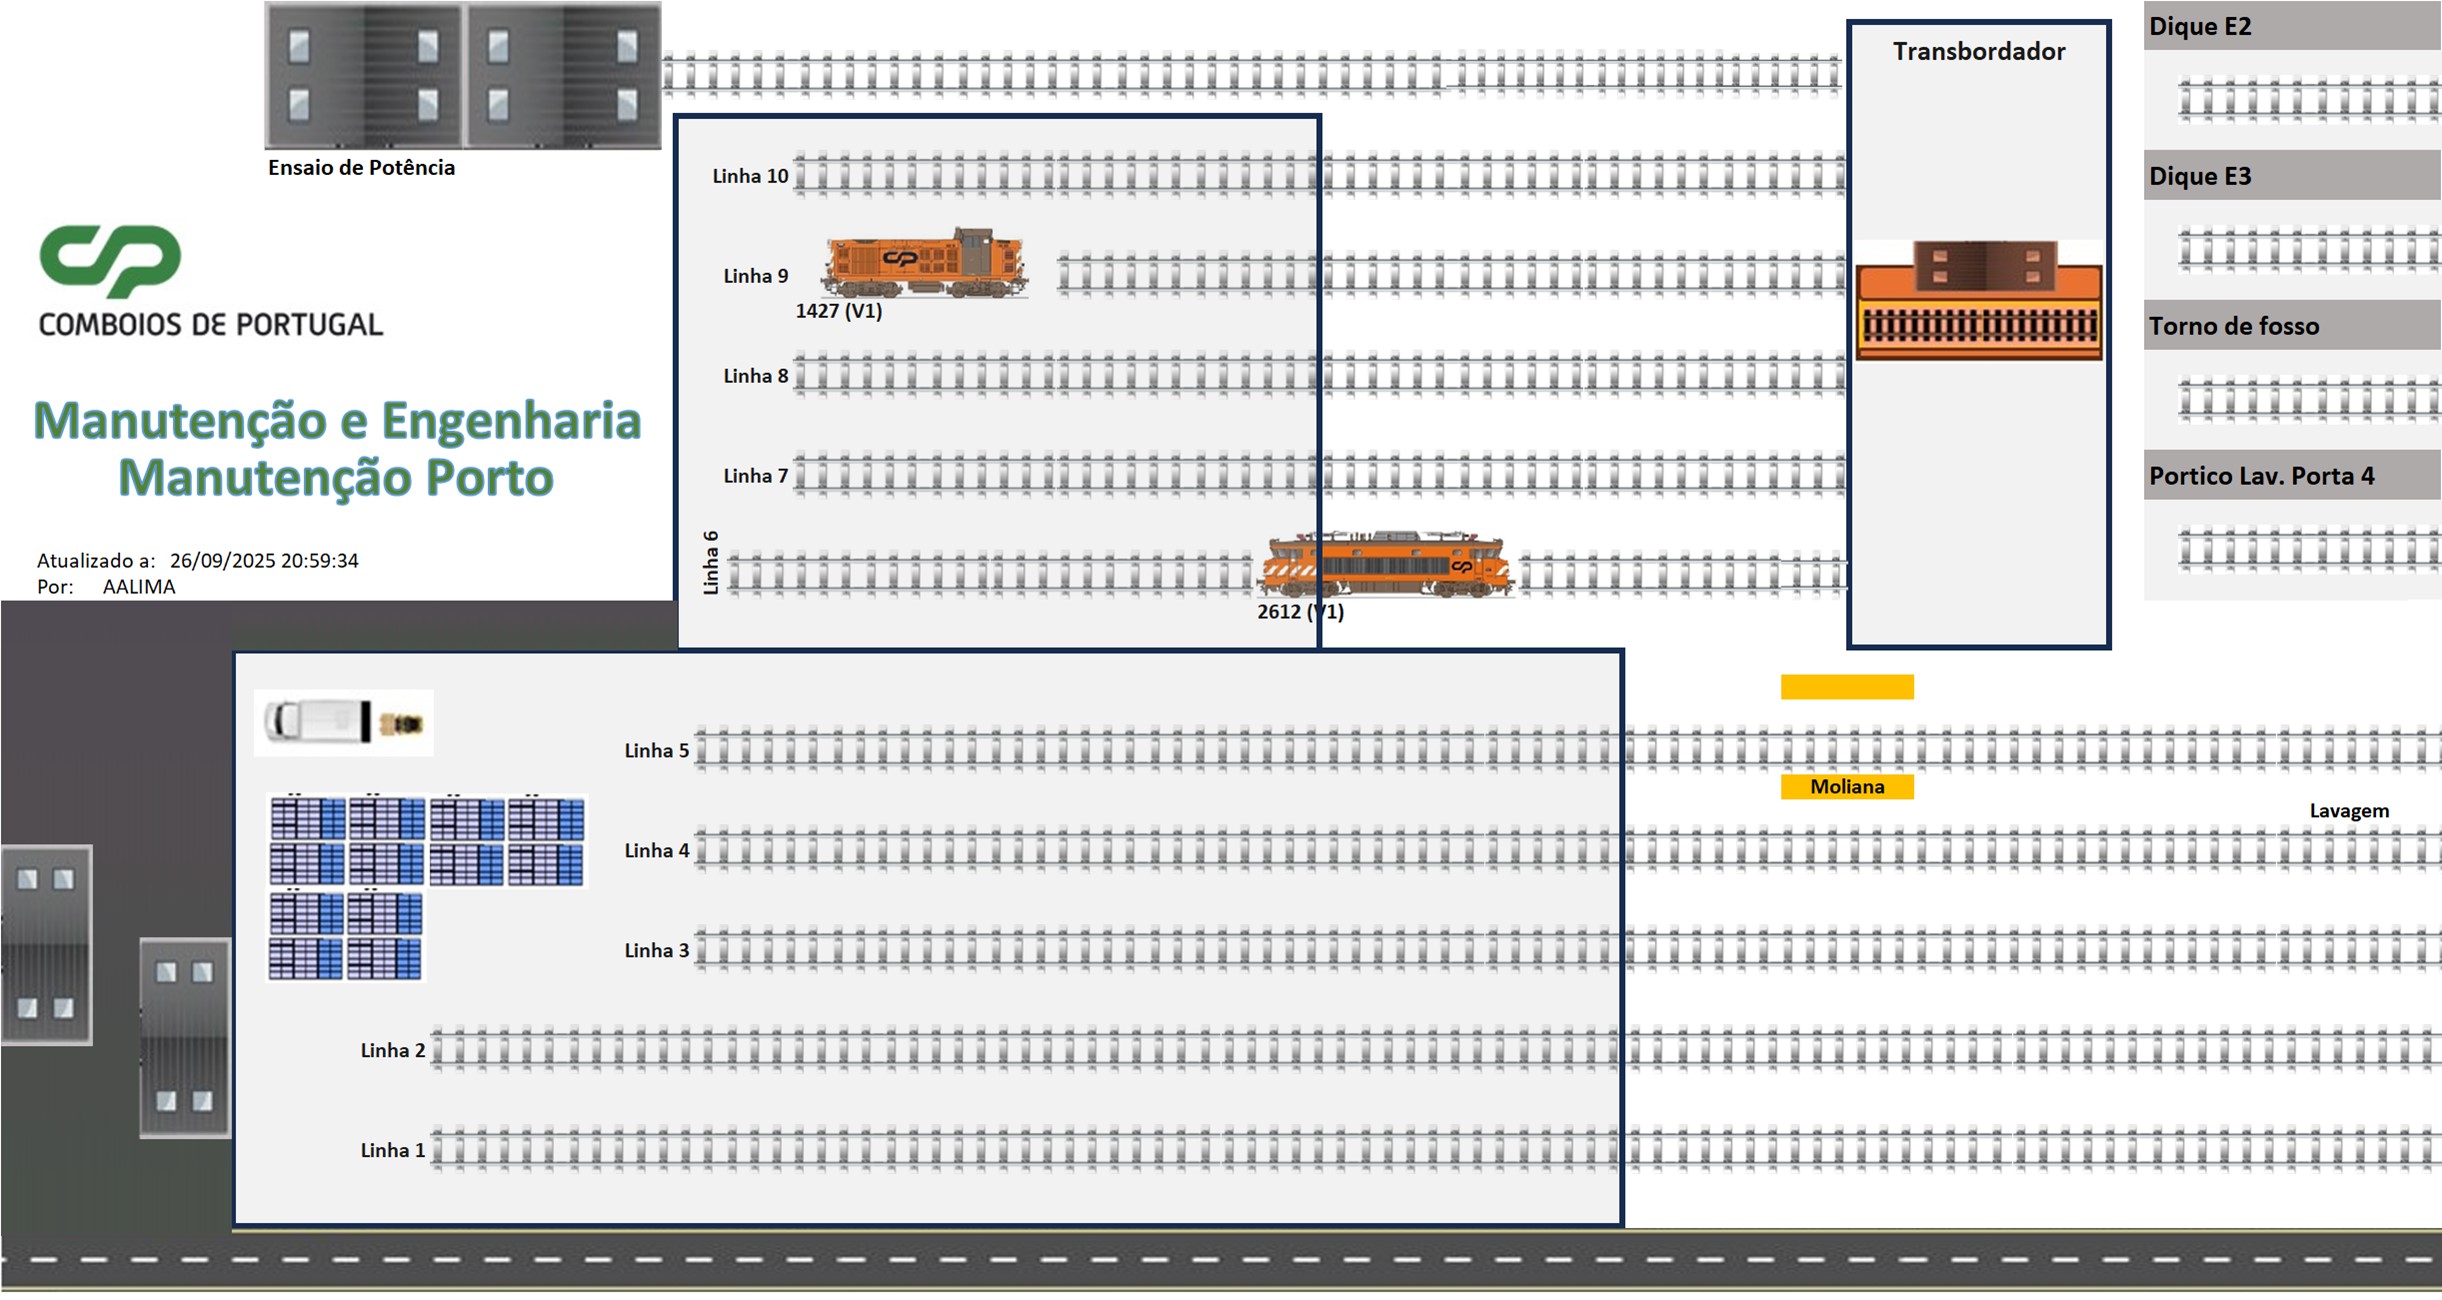 Ensaio de Potência
CP
COMBOIOS DE PORTUGAL
Manutenção e Engenharia
Manutenção Porto
Atualizado a: 26/09/2025 20:59:34
Por: AALIMA
Linha 10
Linha 9
CP
1427 (V1)
Linha 8
Linha 7
Linha 6
CP
2612 (V1)
Transbordador
Dique E2
Dique E3
Torno de fosso
Portico Lav. Porta 4
Linha 5
Moliana
Lavagem
Linha 4
Linha 3
Linha 2
Linha 1